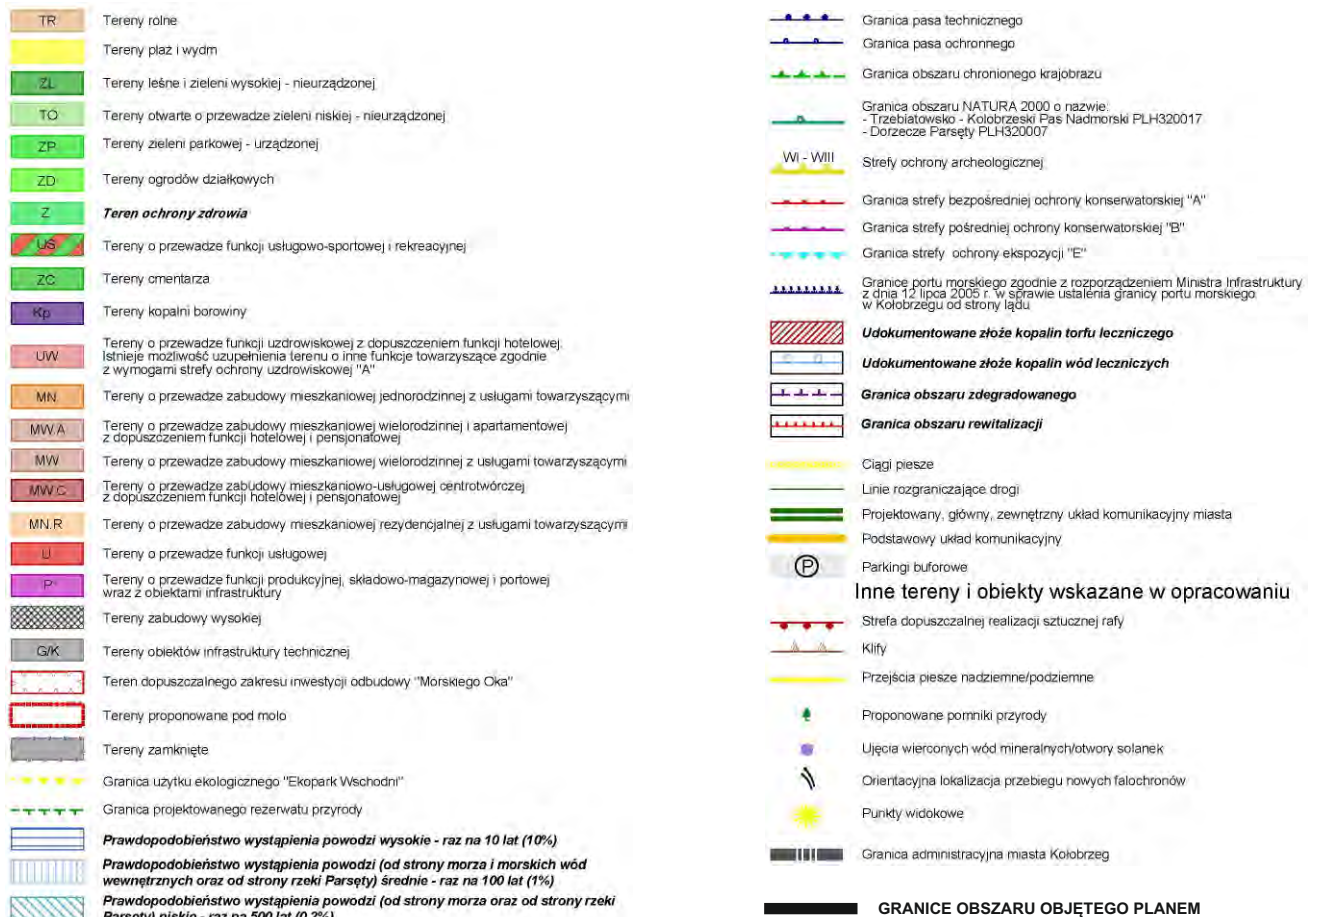 TR Tereny rolne
Tereny plaż i wydm
ZL Tereny leśne i zieleni wysokiej - nieurządzonej
TO Tereny otwarte o przewadze zieleni niskiej - nieurządzonej
ZP Tereny zieleni parkowej - urządzonej
ZD Tereny ogrodów działkowych
Z Teren ochrony zdrowia
US Tereny o przewadze funkcji usługowo-sportowej i rekreacyjnej
ZC Tereny cmentarza
Kp Tereny kopalni borowiny
UW Tereny o przewadze funkcji uzdrowiskowej z dopuszczeniem funkcji hotelowej.
Istnieje możliwość uzupełnienia terenu o inne funkcje towarzyszące zgodnie
z wymogami strefy ochrony uzdrowiskowej "A"
MN Tereny o przewadze zabudowy mieszkaniowej jednorodzinnej z usługami towarzyszącymi
MW.A Tereny o przewadze zabudowy mieszkaniowej wielorodzinnej i apartamentowej
z dopuszczeniem funkcji hotelowej i pensjonatowej
MW Tereny o przewadze zabudowy mieszkaniowej wielorodzinnej z usługami towarzyszącymi
MW.C Tereny o przewadze zabudowy mieszkaniowo-usługowej centrotwórczej
z dopuszczeniem funkcji hotelowej i pensjonatowej
MN.R Tereny o przewadze zabudowy mieszkaniowej rezydencjalnej z usługami towarzyszącymi
U Tereny o przewadze funkcji usługowej
P Tereny o przewadze funkcji produkcyjnej, składowo-magazynowej i portowej
wraz z obiektami infrastruktury
Tereny zabudowy wysokiej
G/K Tereny obiektów infrastruktury technicznej
Teren dopuszczalnego zakresu inwestycji odbudowy "Morskiego Oka"
Tereny proponowane pod molo
Tereny zamknięte
Granica użytku ekologicznego "Ekopark Wschodni"
Granica projektowanego rezerwatu przyrody
Prawdopodobieństwo wystąpienia powodzi wysokie - raz na 10 lat (10%)
Prawdopodobieństwo wystąpienia powodzi (od strony morza i morskich wód
wewnętrznych oraz od strony rzeki Parsęty) średnie - raz na 100 lat (1%)
Prawdopodobieństwo wystąpienia powodzi (od strony morza oraz od strony rzeki
Parsęty) niskie - raz na 500 lat (0,2%)
Granica pasa technicznego
Granica pasa ochronnego
Granica obszaru chronionego krajobrazu
Granica obszaru NATURA 2000 o nazwie:
- Trzebiatowsko - Kołobrzeski Pas Nadmorski PLH320017
- Dorzecze Parsęty PLH320007
WI - WIII Strefy ochrony archeologicznej
Granica strefy bezpośredniej ochrony konserwatorskiej "A"
Granica strefy pośredniej ochrony konserwatorskiej "B"
Granica strefy ochrony ekspozycji "E"
Granice portu morskiego zgodnie z rozporządzeniem Ministra Infrastruktury
z dnia 12 lipca 2005 r. w sprawie ustalenia granicy portu morskiego
w Kołobrzegu od strony lądu
Udokumentowane złoże kopalin torfu leczniczego
Udokumentowane złoże kopalin wód leczniczych
Granica obszaru zdegradowanego
Granica obszaru rewitalizacji
Ciągi piesze
Linie rozgraniczające drogi
Projektowany, główny, zewnętrzny układ komunikacyjny miasta
Podstawowy układ komunikacyjny
P Parkingi buforowe
Inne tereny i obiekty wskazane w opracowaniu
Strefa dopuszczalnej realizacji sztucznej rafy
Klify
Przejścia piesze nadziemne/podziemne
Proponowane pomniki przyrody
Ujęcia wierconych wód mineralnych/otwory solanek
Orientacyjna lokalizacja przebiegu nowych falochronów
Punkty widokowe
Granica administracyjna miasta Kołobrzeg
GRANICE OBSZARU OBJĘTEGO PLANEM